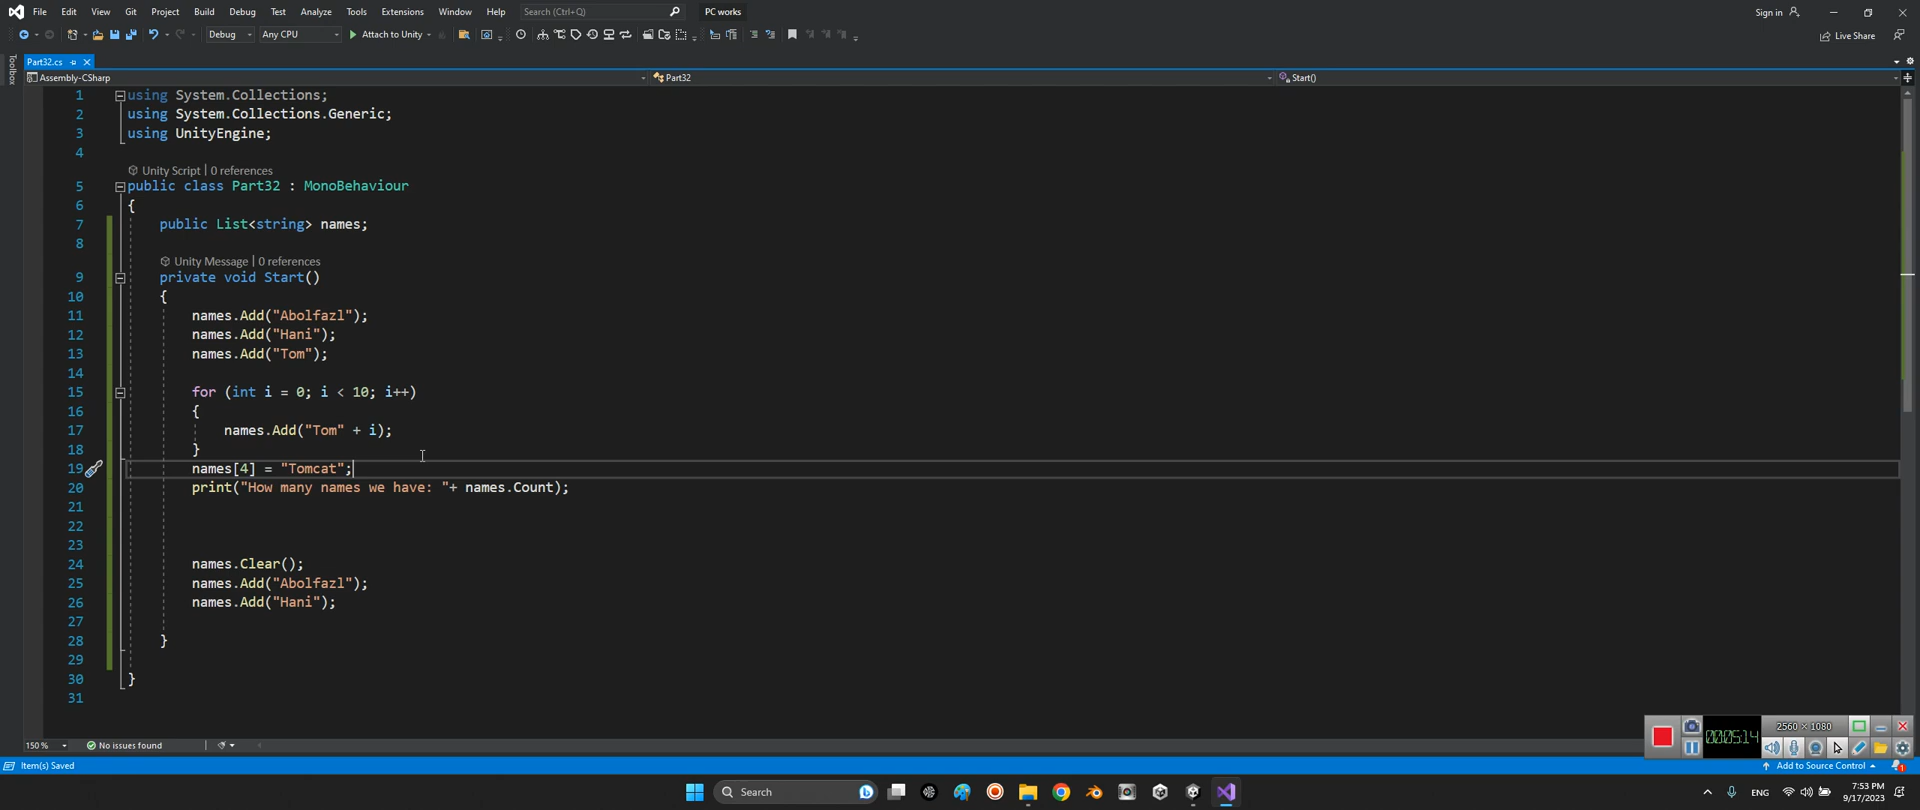 File Edit View Git Project Build Debug Test Analyze Tools Extensions Window Help Search (Ctrl+Q) PC works Sign in
Debug Any CPU Attach to Unity Live Share
Part32.cs
Toolbox
Assembly-CSharp Part32 Start()
1 using System.Collections;
2 using System.Collections.Generic;
3 using UnityEngine;
4
Unity Script | 0 references
5 public class Part32 : MonoBehaviour
6 {
7 public List<string> names;
8
Unity Message | 0 references
9 private void Start()
10 {
11 names.Add("Abolfazl");
12 names.Add("Hani");
13 names.Add("Tom");
14
15 for (int i = 0; i < 10; i++)
16 {
17 names.Add("Tom" + i);
18 }
19 names[4] = "Tomcat";
20 print("How many names we have: "+ names.Count);
21
22
23
24 names.Clear();
25 names.Add("Abolfazl");
26 names.Add("Hani");
27
28 }
29
30 }
31
2560 × 1080
00:05:14
150 % No issues found
Item(s) Saved Add to Source Control 1
Search ENG 7:53 PM
9/17/2023